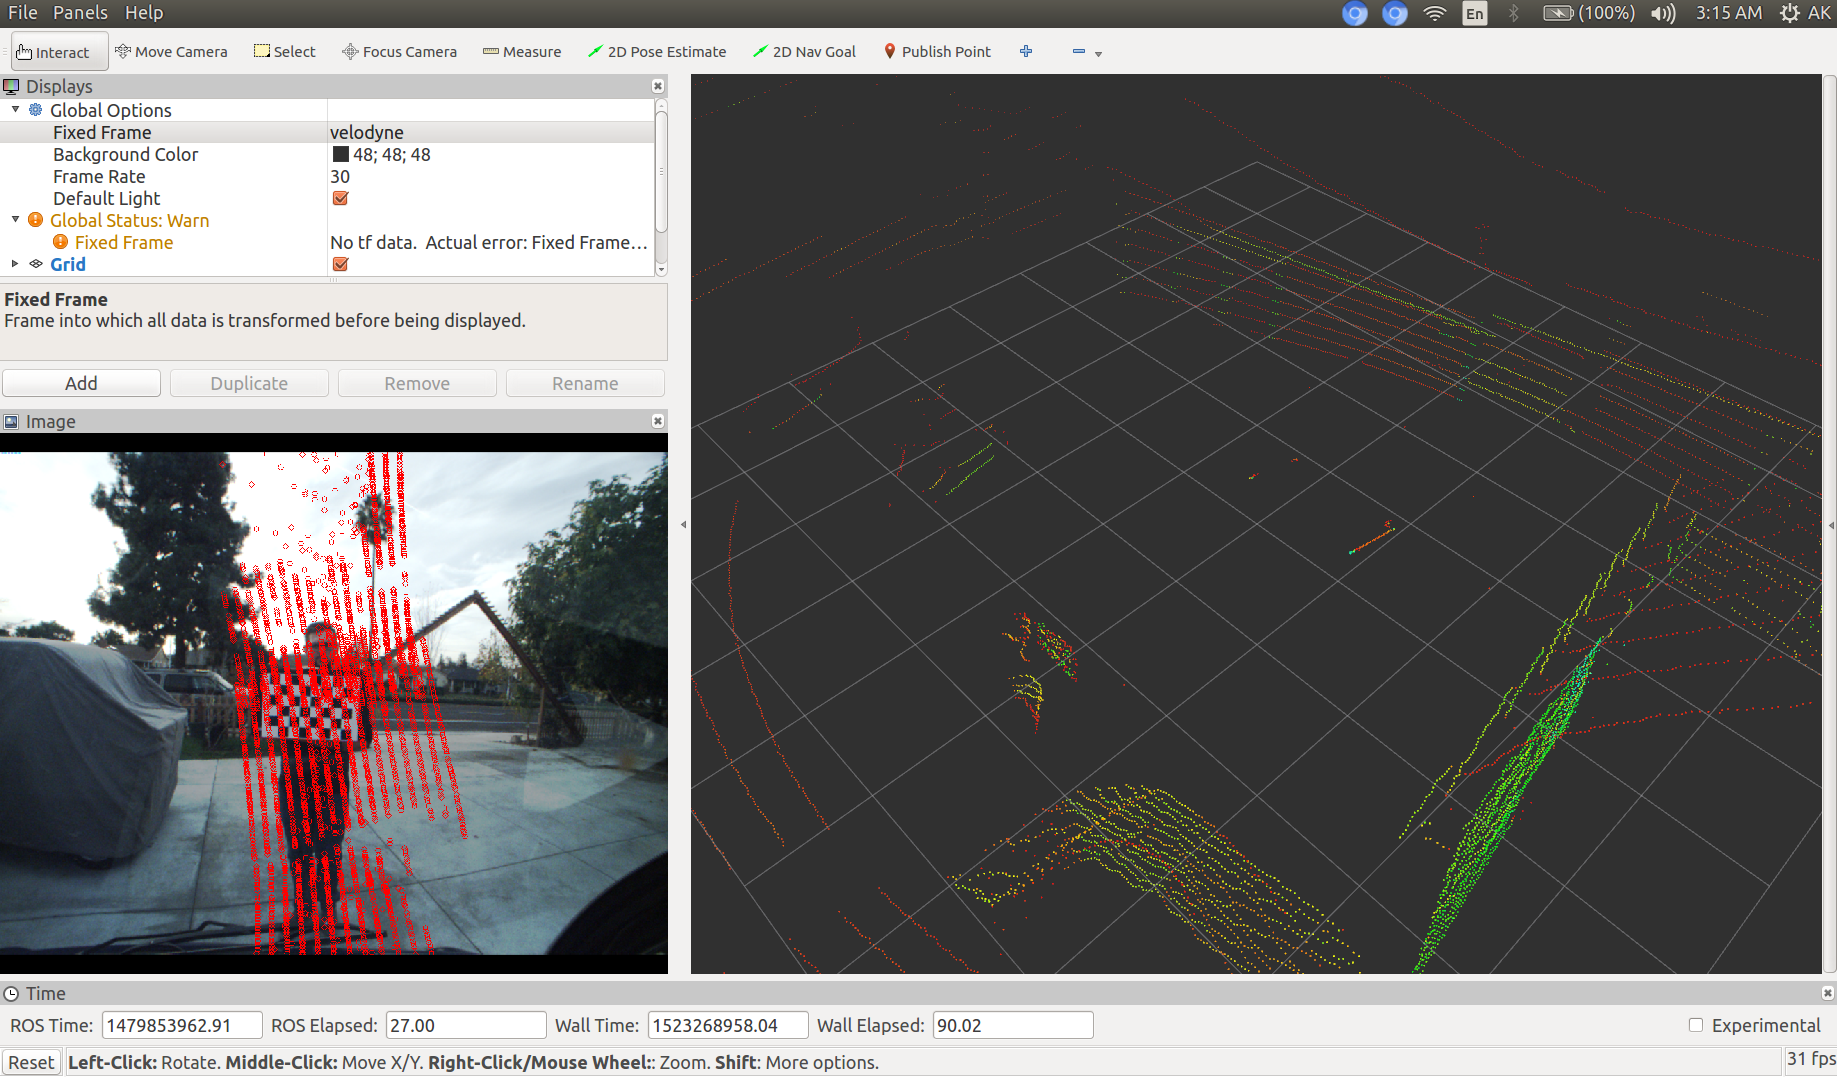 File Panels Help
En (100%) 3:15 AM AK
Interact Move Camera Select Focus Camera Measure 2D Pose Estimate 2D Nav Goal Publish Point
Displays
Global Options
Fixed Frame velodyne
Background Color 48; 48; 48
Frame Rate 30
Default Light
Global Status: Warn
Fixed Frame No tf data.  Actual error: Fixed Frame…
Grid
Fixed Frame
Frame into which all data is transformed before being displayed.
Add Duplicate Remove Rename
Image
Time
ROS Time: 1479853962.91 ROS Elapsed: 27.00 Wall Time: 1523268958.04 Wall Elapsed: 90.02 Experimental
Reset Left-Click: Rotate. Middle-Click: Move X/Y. Right-Click/Mouse Wheel:: Zoom. Shift: More options. 31 fps